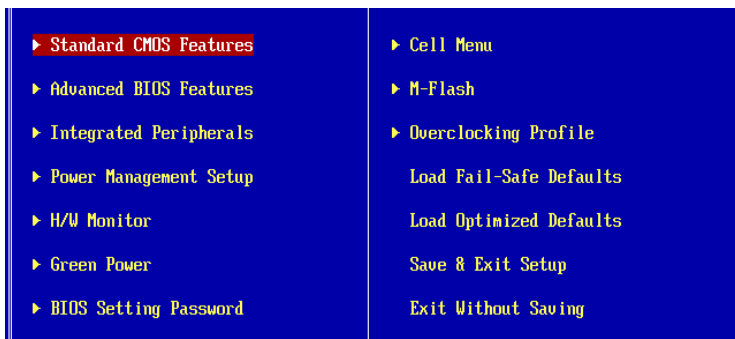 Standard CMOS Features
Advanced BIOS Features
Integrated Peripherals
Power Management Setup
H/W Monitor
Green Power
BIOS Setting Password
Cell Menu
M-Flash
Overclocking Profile
Load Fail-Safe Defaults
Load Optimized Defaults
Save & Exit Setup
Exit Without Saving